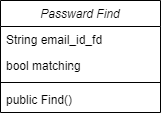 Passward Find
String email_id_fd
bool matching
public Find()